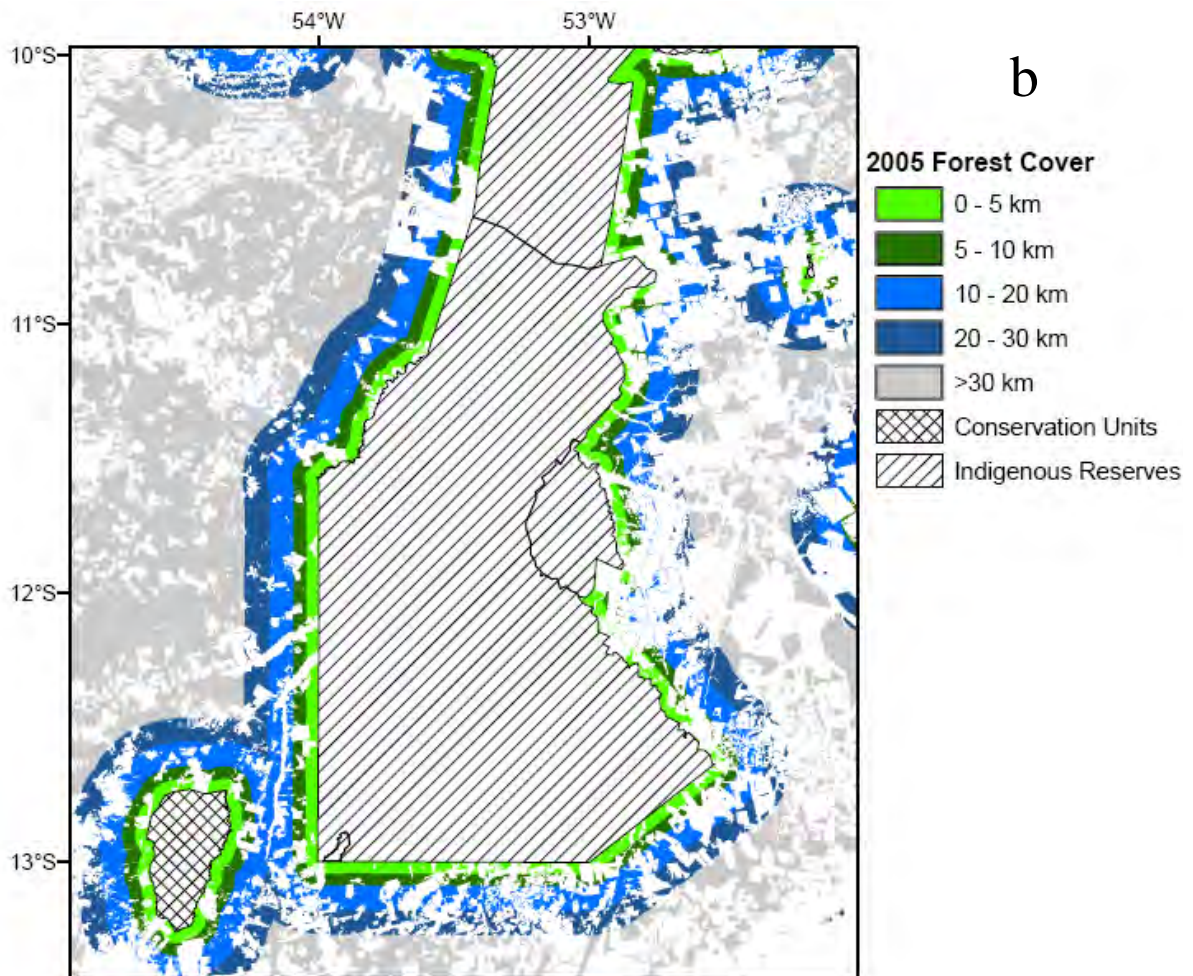 54°W 53°W
10°S
b
2005 Forest Cover
0 - 5 km
5 - 10 km
10 - 20 km
11°S
20 - 30 km
>30 km
Conservation Units
Indigenous Reserves
12°S
13°S